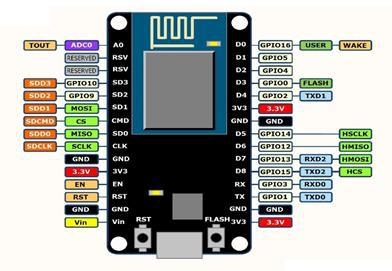 TOUT ADC0 A0 D0 GPIO16 USER WAKE
RESERVED RSV D1 GPIO5
RESERVED RSV D2 GPIO4
SDD3 GPIO10 SD3 D3 GPIO0 FLASH
SDD2 GPIO9 SD2 D4 GPIO2 TXD1
SDD1 MOSI SD1 3V3 3.3V
SDCMD CS CMD GND GND
SDD0 MISO SD0 D5 GPIO14 HSCLK
SDCLK SCLK CLK D6 GPIO12 HMISO
GND GND D7 GPIO13 RXD2 HMOSI
3.3V 3V3 D8 GPIO15 TXD2 HCS
EN EN RX GPIO3 RXD0
RST RST TX GPIO1 TXD0
GND GND GND GND
Vin Vin 3V3 3.3V
RST FLASH